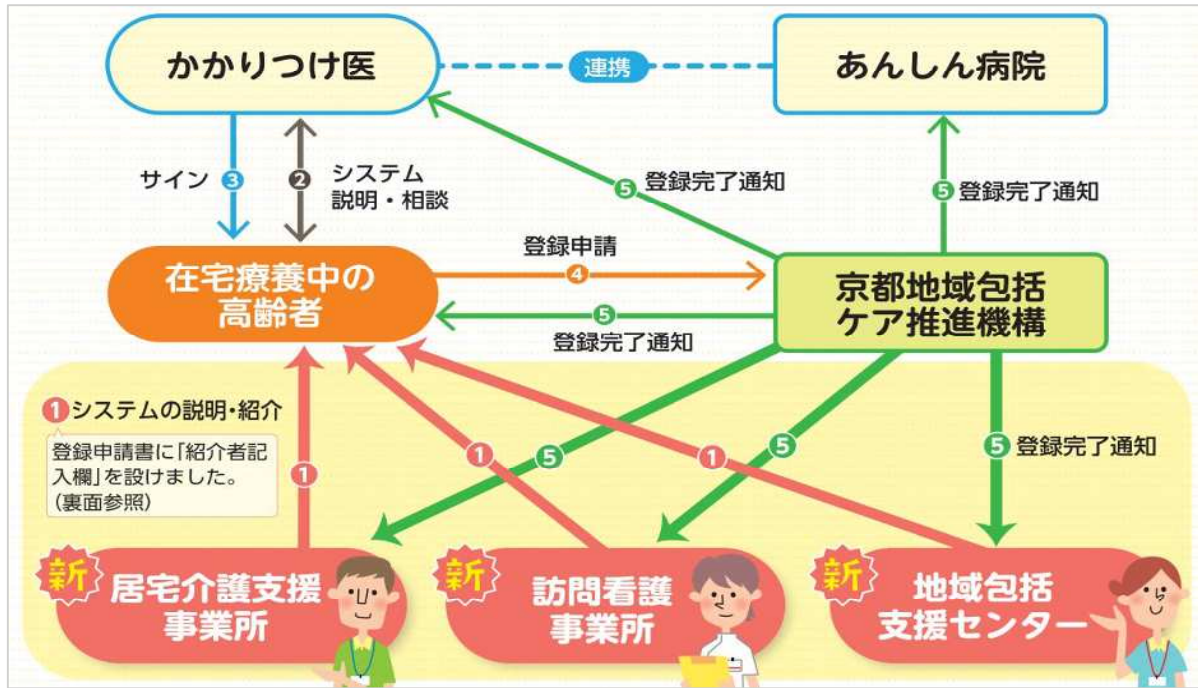 かかりつけ医
連携
あんしん病院
サイン
3
2
システム
説明・相談
5
登録完了通知
5
登録完了通知
在宅療養中の
高齢者
登録申請
4
5
登録完了通知
京都地域包括
ケア推進機構
1 システムの説明・紹介
登録申請書に「紹介者記
入欄」を設けました。
(裏面参照)
1
1
5
1
5
5
登録完了通知
新
居宅介護支援
事業所
新
訪問看護
事業所
新
地域包括
支援センター